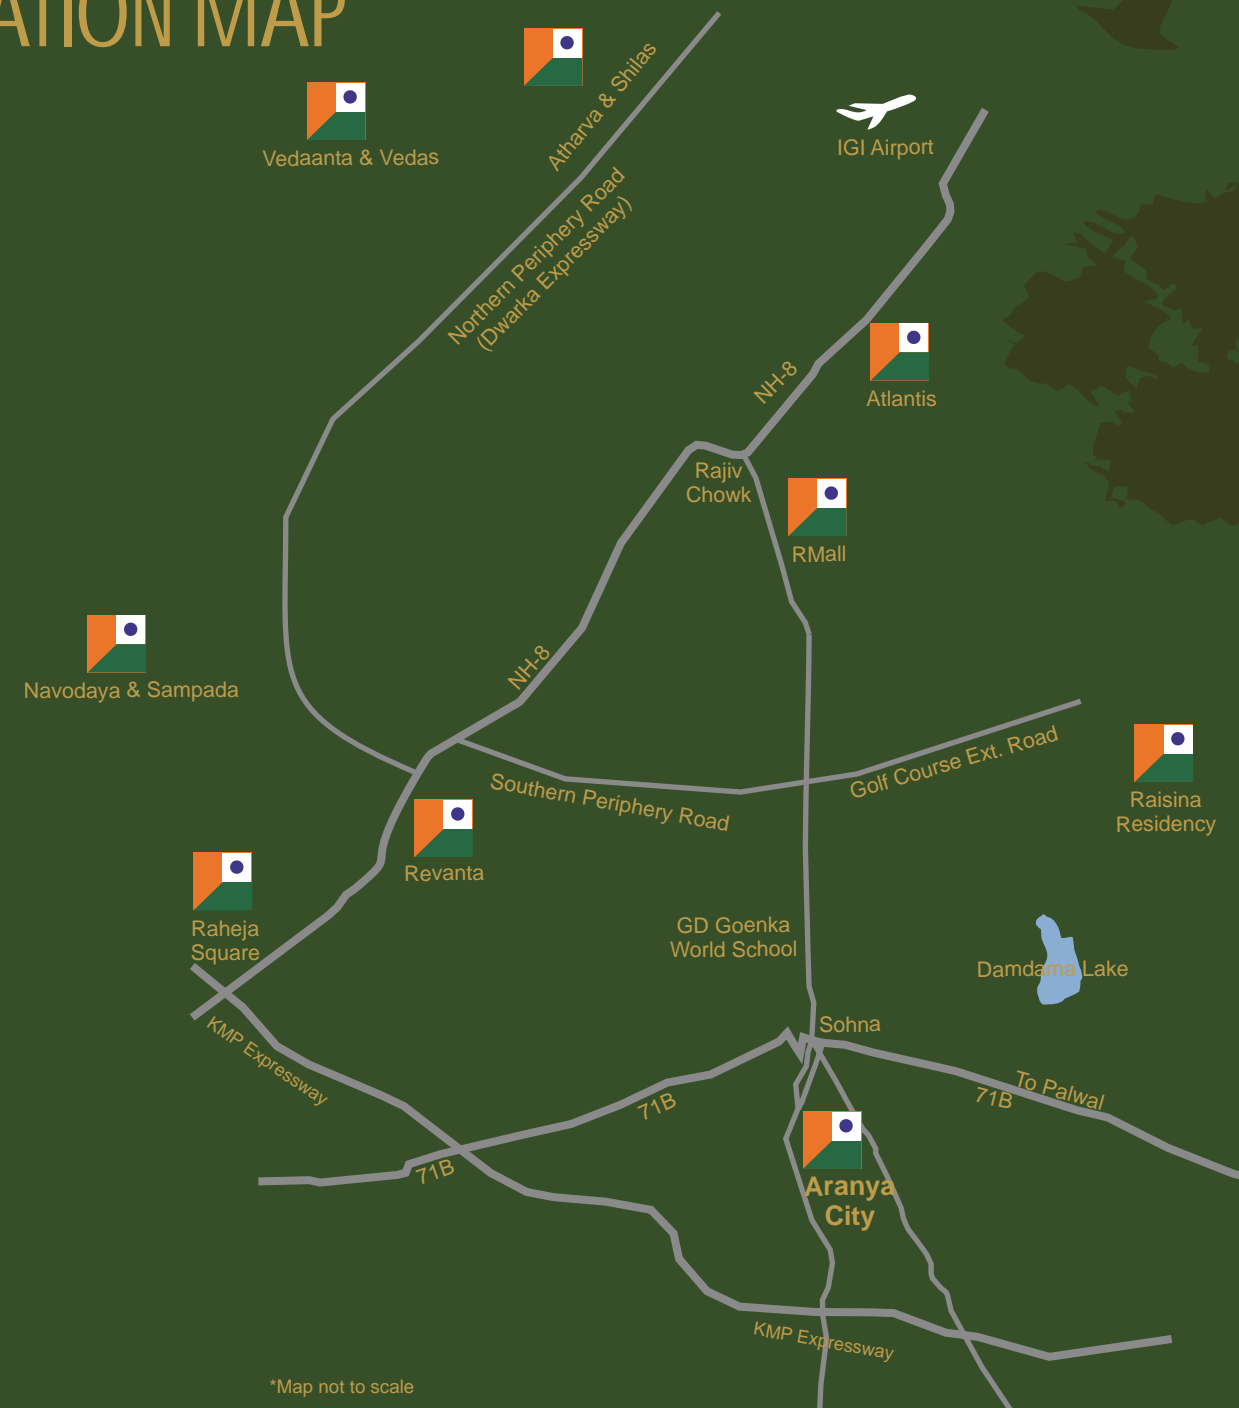 ATION MAP
Atharva & Shilas
Vedaanta & Vedas
IGI Airport
Northern Periphery Road
(Dwarka Expressway)
NH-8
Atlantis
Rajiv
Chowk
RMall
NH-8
Navodaya & Sampada
Southern Periphery Road
Golf Course Ext. Road
Raisina
Residency
Revanta
Raheja
Square
GD Goenka
World School
Damdama Lake
KMP Expressway
Sohna
To Palwal
71B
71B
71B
Aranya
City
KMP Expressway
*Map not to scale